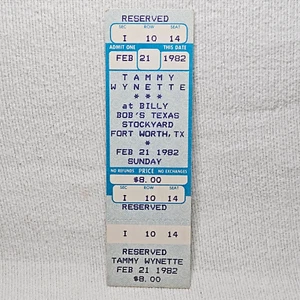 RESERVED
SEC ROW SEAT
I 10 14
ADMIT ONE THIS DATE
FEB 21 1982
TAMMY
WYNETTE
* * *
at BILLY
BOB'S TEXAS
STOCKYARD
FORT WORTH, TX
*
FEB 21 1982
SUNDAY
NO REFUNDS PRICE NO EXCHANGES
$8.00
SEC ROW SEAT
I 10 14
RESERVED
I 10 14
RESERVED
TAMMY WYNETTE
FEB 21 1982
$8.00